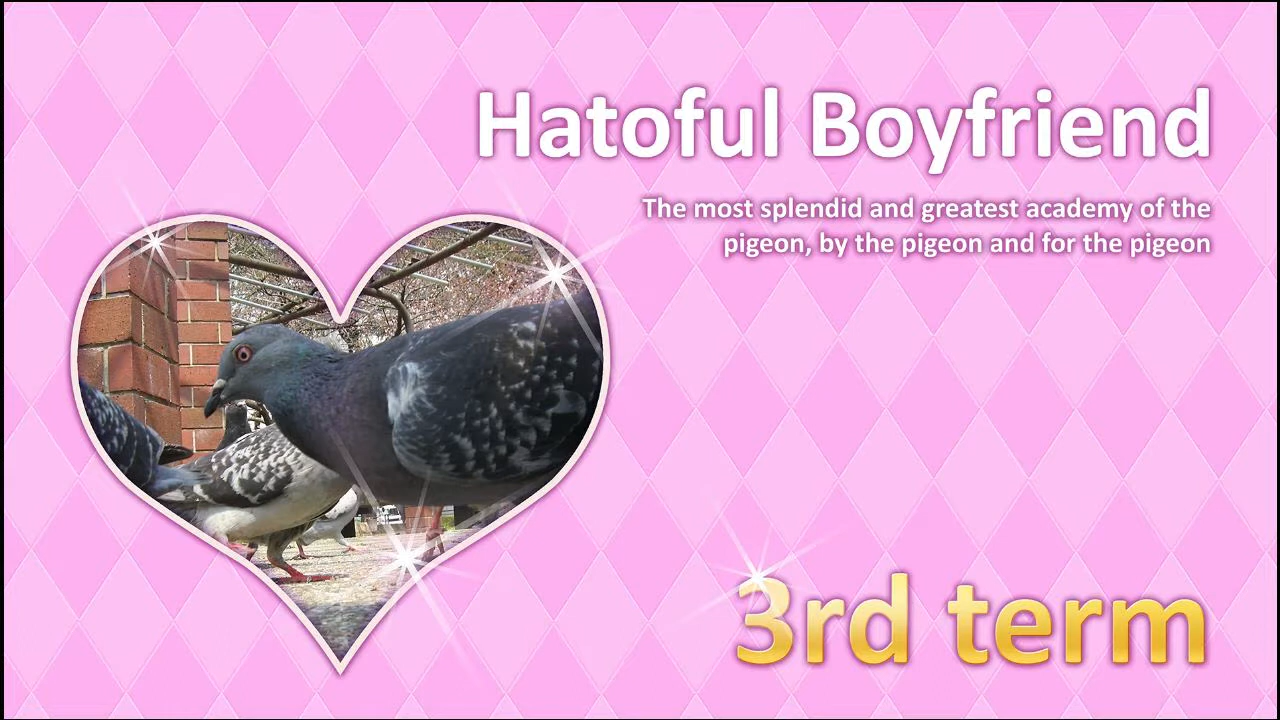 Hatoful Boyfriend
The most splendid and greatest academy of the
pigeon, by the pigeon and for the pigeon
3rd term